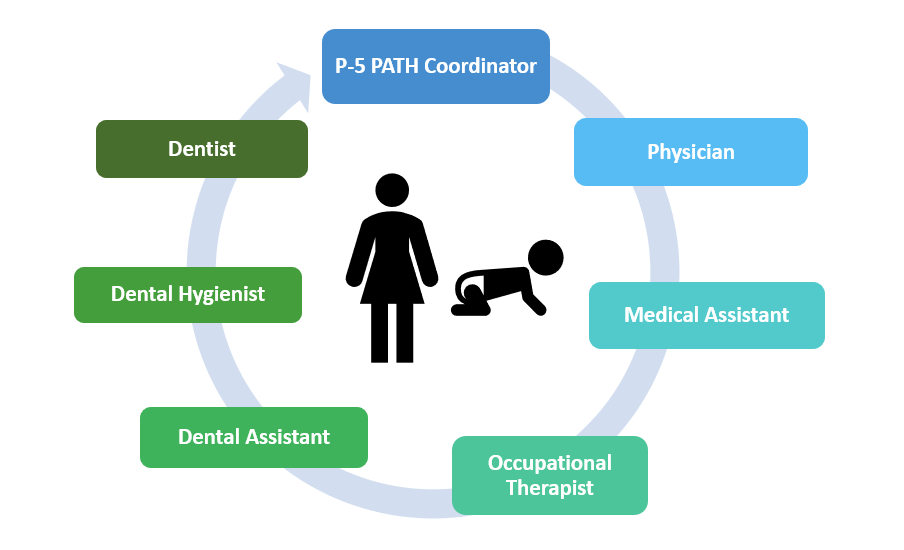 P-5 PATH Coordinator
Physician
Medical Assistant
Occupational
Therapist
Dental Assistant
Dental Hygienist
Dentist